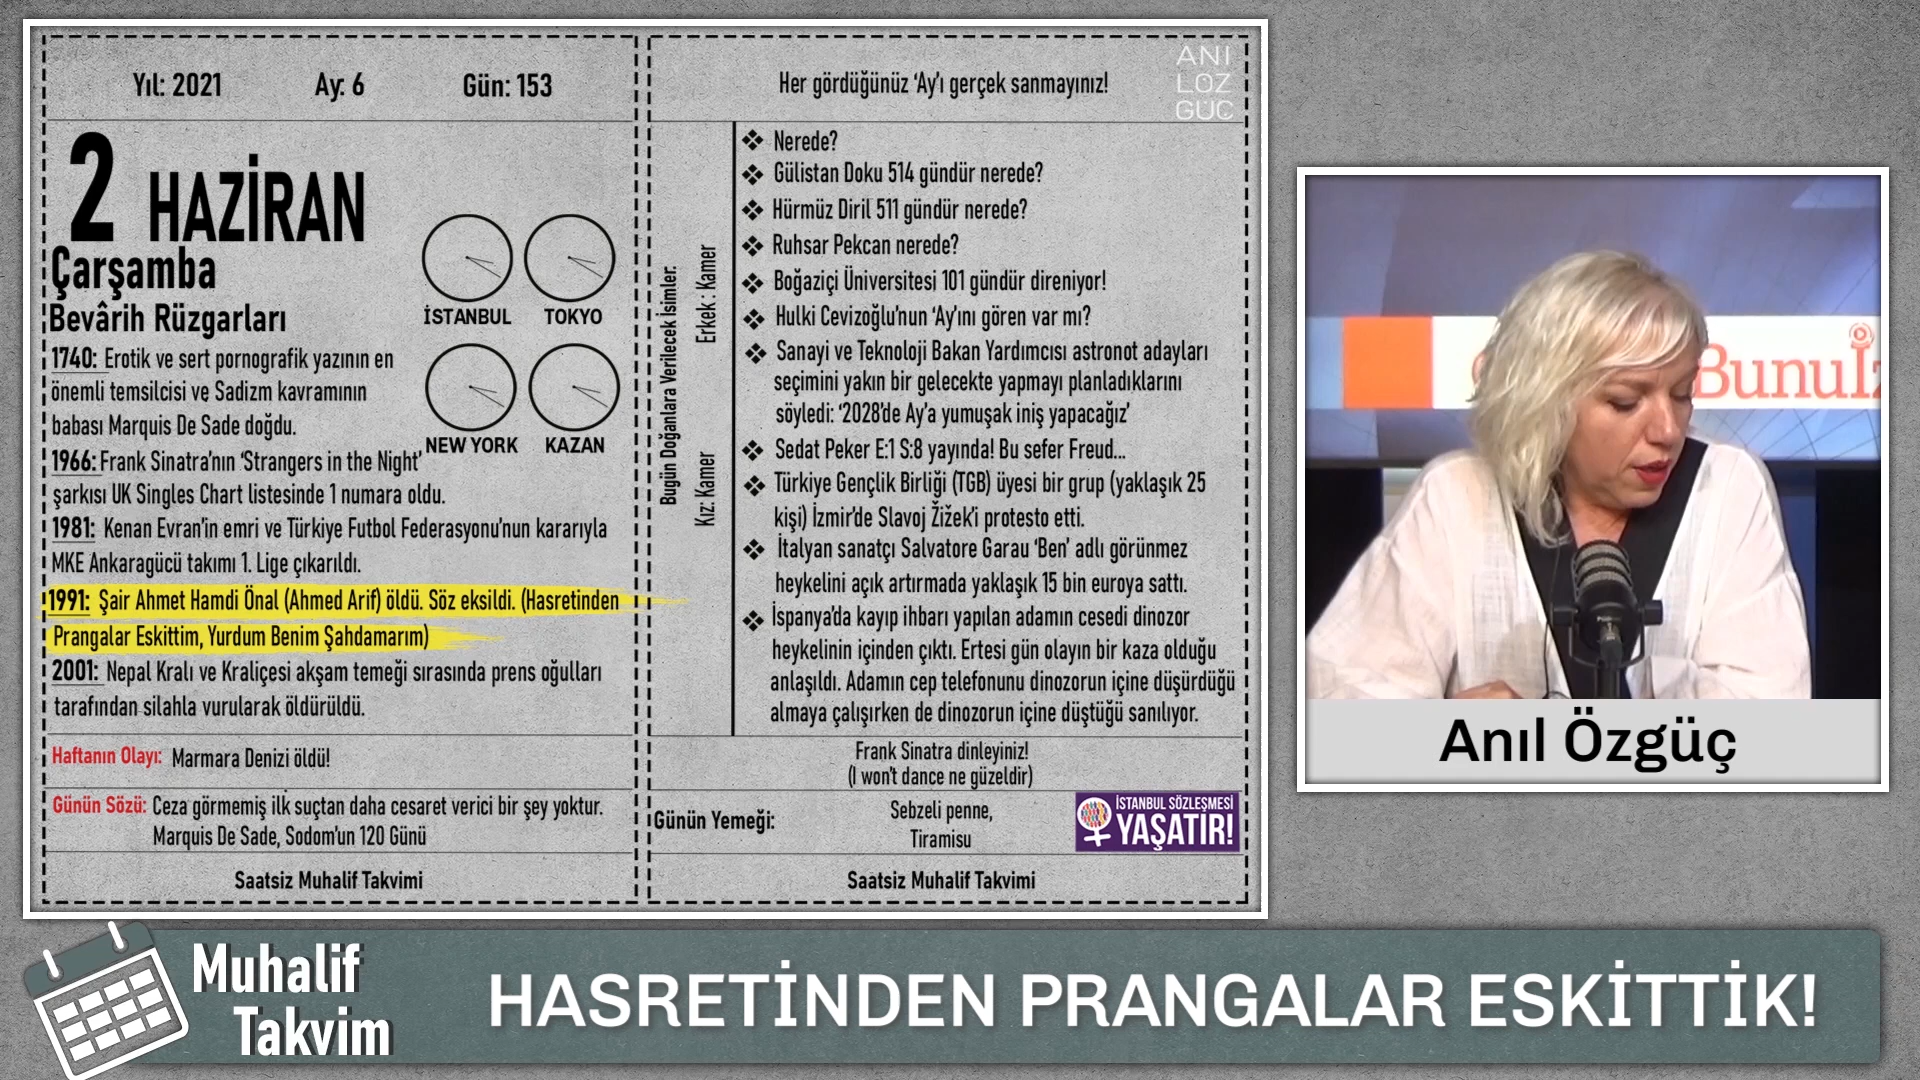 Yıl: 2021 Ay: 6 Gün: 153
2 HAZİRAN
Çarşamba
Bevârih Rüzgarları
İSTANBUL TOKYO
NEW YORK KAZAN
1740: Erotik ve sert pornografik yazının en
önemli temsilcisi ve Sadizm kavramının
babası Marquis De Sade doğdu.
1966: Frank Sinatra’nın ‘Strangers in the Night’
şarkısı UK Singles Chart listesinde 1 numara oldu.
1981: Kenan Evran’in emri ve Türkiye Futbol Federasyonu’nun kararıyla
MKE Ankaragücü takımı 1. Lige çıkarıldı.
1991: Şair Ahmet Hamdi Önal (Ahmed Arif) öldü. Söz eksildi. (Hasretinden
Prangalar Eskittim, Yurdum Benim Şahdamarım)
2001: Nepal Kralı ve Kraliçesi akşam temeği sırasında prens oğulları
tarafından silahla vurularak öldürüldü.
Haftanın Olayı: Marmara Denizi öldü!
Günün Sözü: Ceza görmemiş ilk suçtan daha cesaret verici bir şey yoktur.
Marquis De Sade, Sodom’un 120 Günü
Saatsiz Muhalif Takvimi
Her gördüğünüz ‘Ay’ı gerçek sanmayınız!
ANI
LÖZ
GÜÇ
Bugün Doğanlara Verilecek İsimler:
Kız: Kamer Erkek : Kamer
❖ Nerede?
❖ Gülistan Doku 514 gündür nerede?
❖ Hürmüz Diril 511 gündür nerede?
❖ Ruhsar Pekcan nerede?
❖ Boğaziçi Üniversitesi 101 gündür direniyor!
❖ Hulki Cevizoğlu’nun ‘Ay’ını gören var mı?
❖ Sanayi ve Teknoloji Bakan Yardımcısı astronot adayları
seçimini yakın bir gelecekte yapmayı planladıklarını
söyledi: ‘2028’de Ay’a yumuşak iniş yapacağız’
❖ Sedat Peker E:1 S:8 yayında! Bu sefer Freud...
❖ Türkiye Gençlik Birliği (TGB) üyesi bir grup (yaklaşık 25
kişi) İzmir’de Slavoj Žižek’i protesto etti.
❖ İtalyan sanatçı Salvatore Garau ‘Ben’ adlı görünmez
heykelini açık artırmada yaklaşık 15 bin euroya sattı.
❖ İspanya’da kayıp ihbarı yapılan adamın cesedi dinozor
heykelinin içinden çıktı. Ertesi gün olayın bir kaza olduğu
anlaşıldı. Adamın cep telefonunu dinozorun içine düşürdüğü
almaya çalışırken de dinozorun içine düştüğü sanılıyor.
Frank Sinatra dinleyiniz!
(I won’t dance ne güzeldir)
Günün Yemeği: Sebzeli penne,
Tiramisu
İSTANBUL SÖZLEŞMESİ
YAŞATIR!
Saatsiz Muhalif Takvimi
Bunu
Anıl Özgüç
Muhalif
Takvim
HASRETİNDEN PRANGALAR ESKİTTİK!